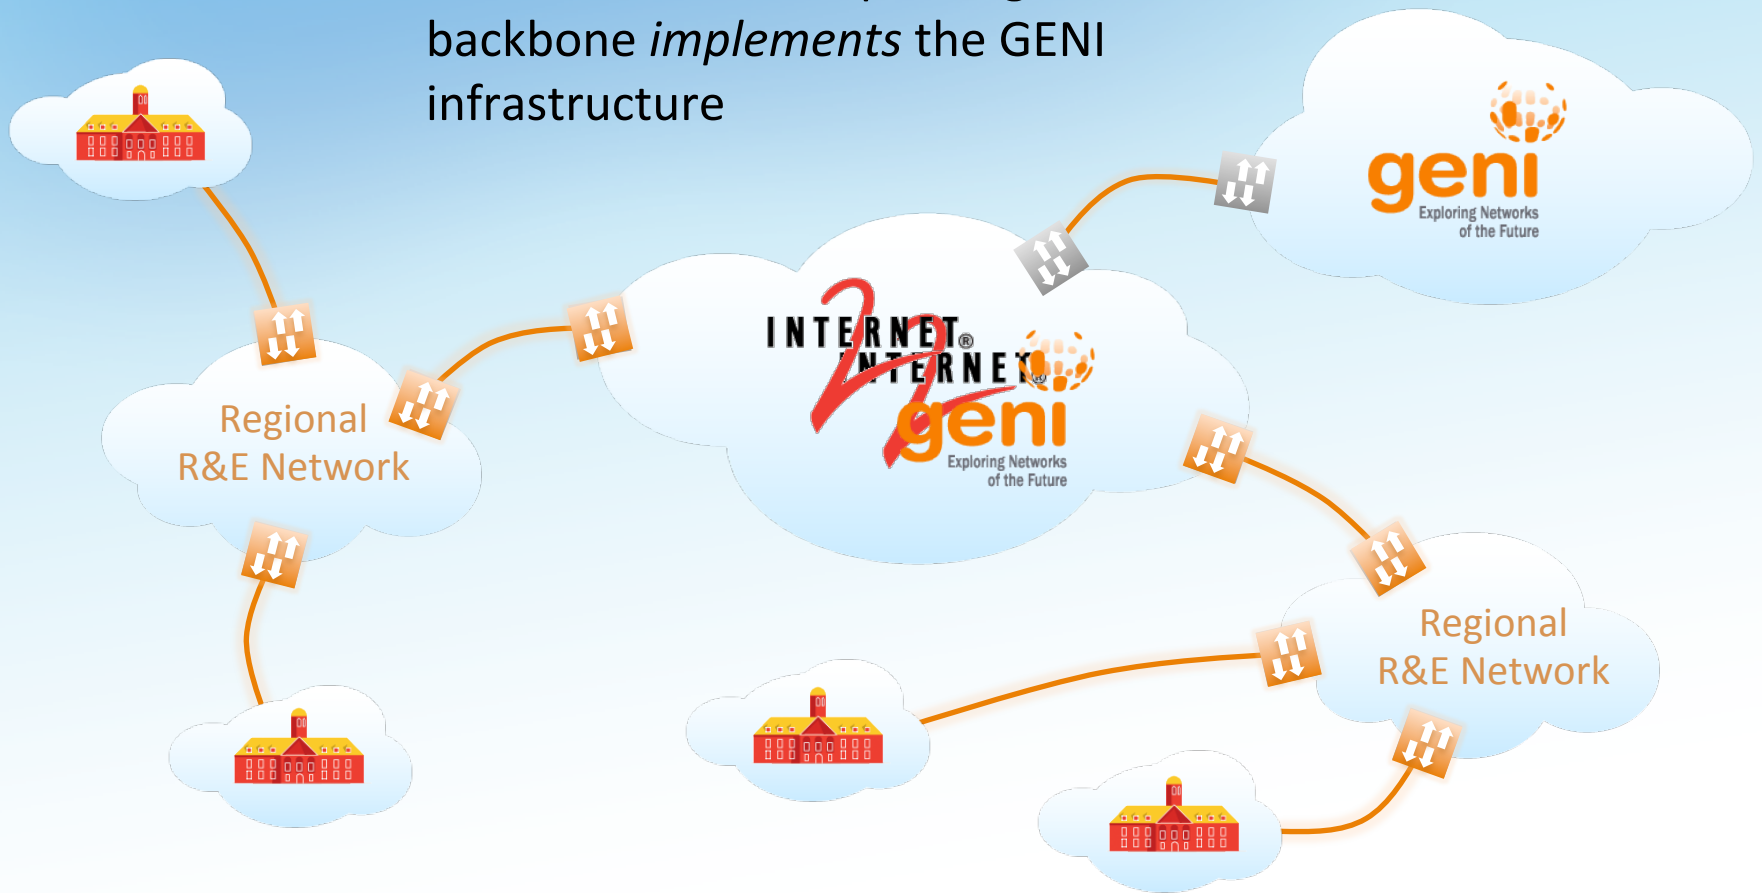 backbone implements the GENI
infrastructure
geni
Exploring Networks
of the Future
INTERNET®
INTERNET®
geni
Exploring Networks
of the Future
Regional
R&E Network
Regional
R&E Network